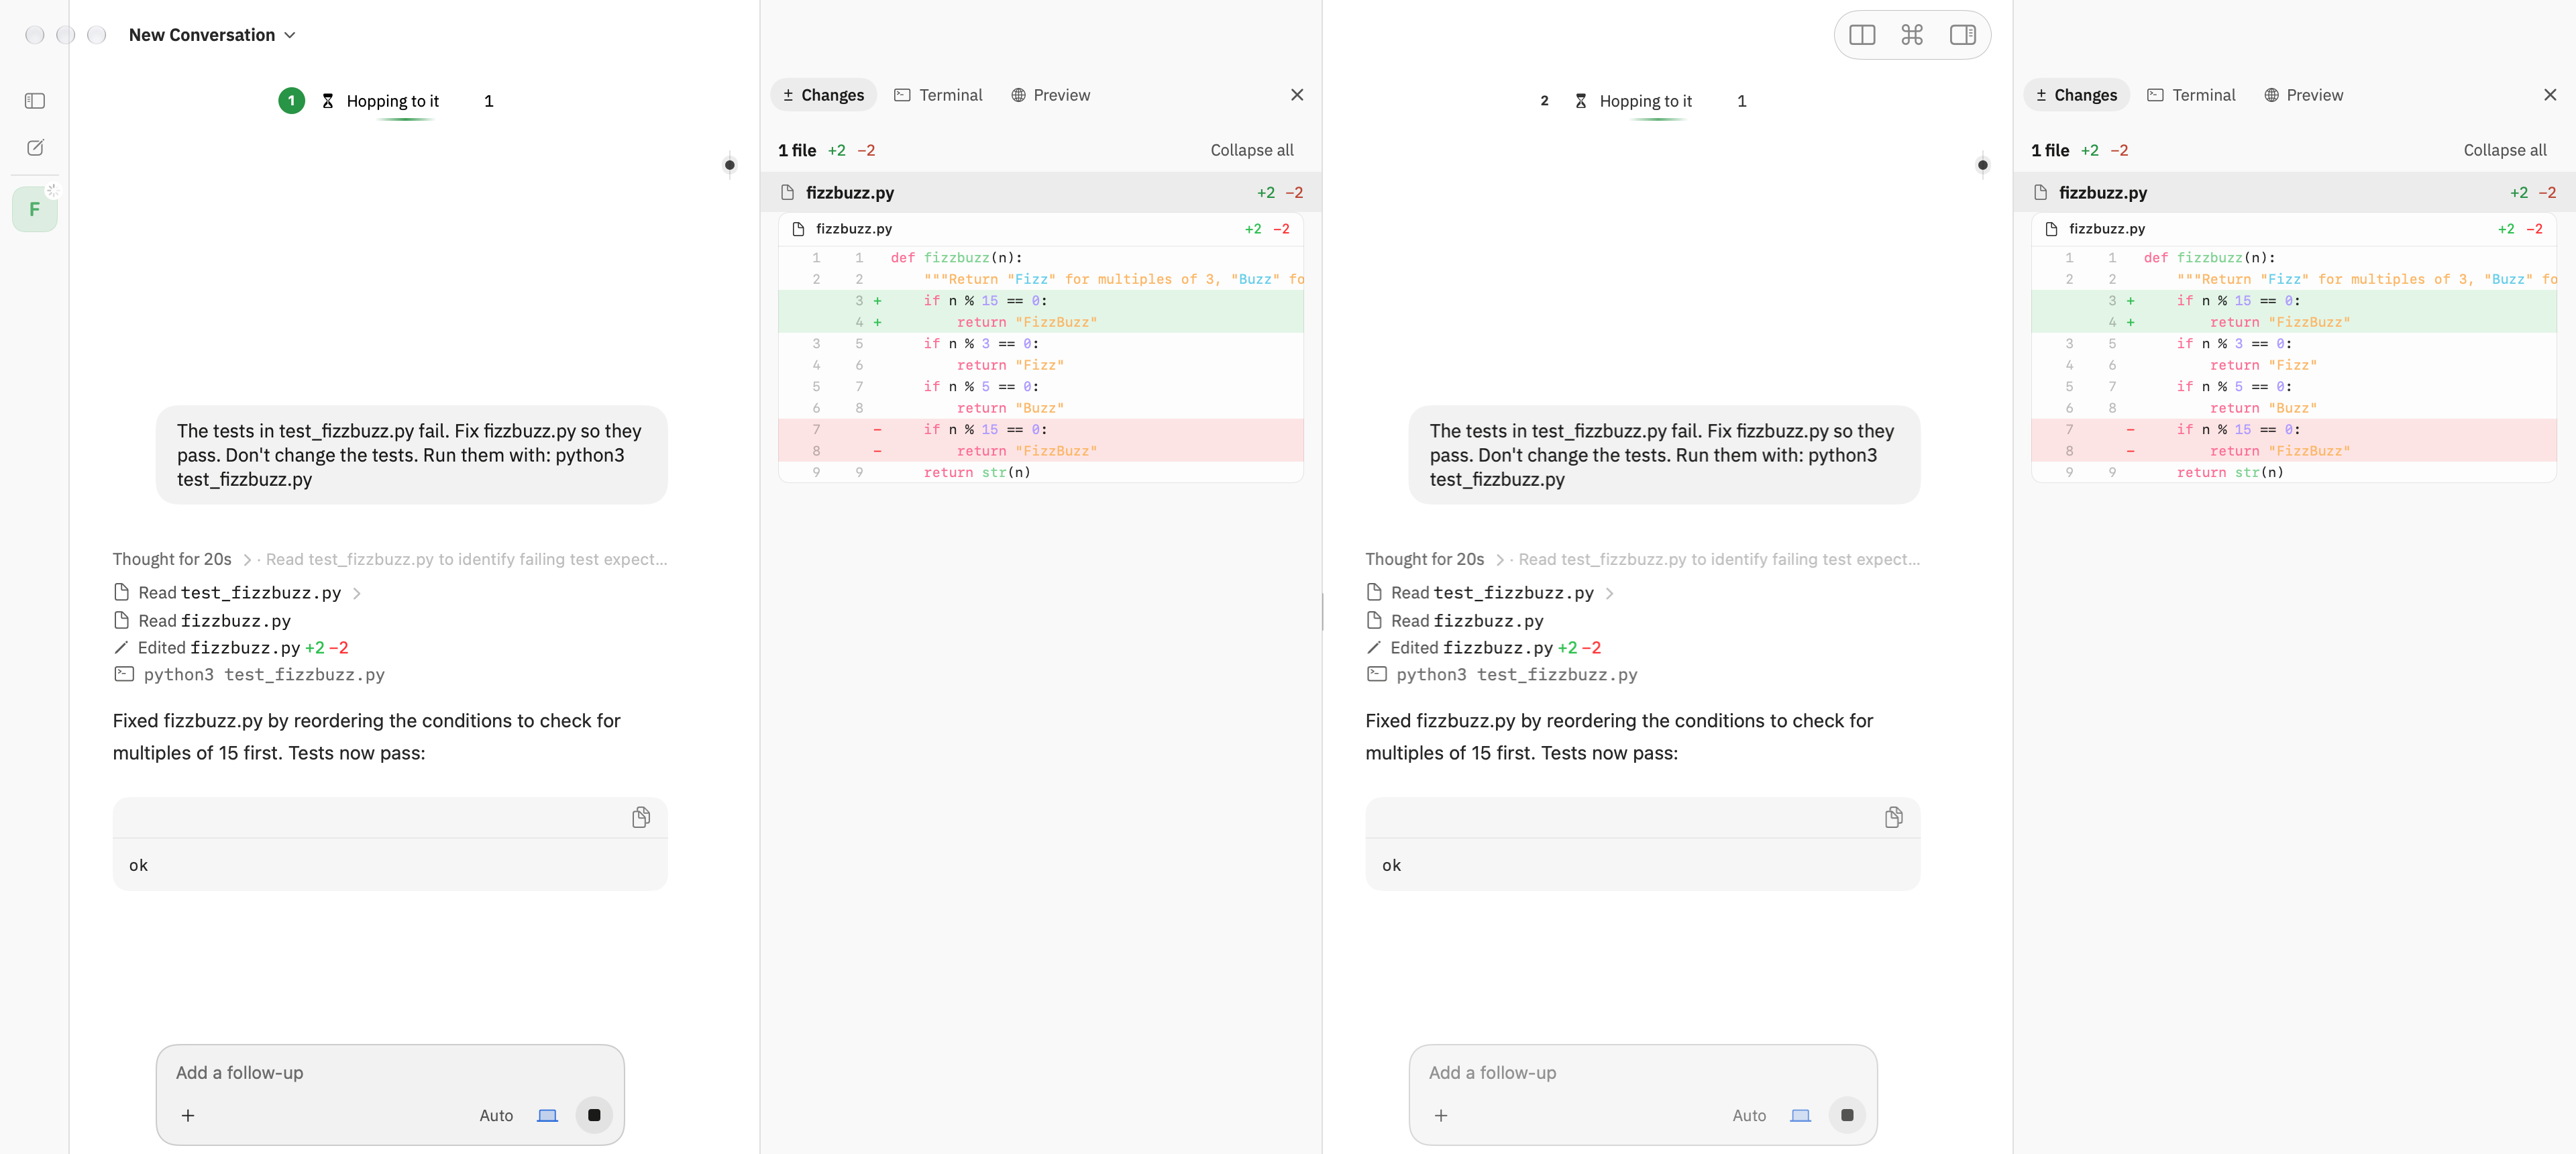 New Conversation
F
1 Hopping to it 1
The tests in test_fizzbuzz.py fail. Fix fizzbuzz.py so they
pass. Don't change the tests. Run them with: python3
test_fizzbuzz.py
Thought for 20s · Read test_fizzbuzz.py to identify failing test expect...
Read test_fizzbuzz.py
Read fizzbuzz.py
Edited fizzbuzz.py +2 −2
python3 test_fizzbuzz.py
Fixed fizzbuzz.py by reordering the conditions to check for
multiples of 15 first. Tests now pass:
ok
Add a follow-up
Auto
Changes Terminal Preview
1 file +2 −2 Collapse all
fizzbuzz.py +2 −2
fizzbuzz.py +2 −2
1 1 def fizzbuzz(n):
2 2 """Return "Fizz" for multiples of 3, "Buzz" fo
3 + if n % 15 == 0:
4 + return "FizzBuzz"
3 5 if n % 3 == 0:
4 6 return "Fizz"
5 7 if n % 5 == 0:
6 8 return "Buzz"
7 − if n % 15 == 0:
8 − return "FizzBuzz"
9 9 return str(n)
2 Hopping to it 1
The tests in test_fizzbuzz.py fail. Fix fizzbuzz.py so they
pass. Don't change the tests. Run them with: python3
test_fizzbuzz.py
Thought for 20s · Read test_fizzbuzz.py to identify failing test expect...
Read test_fizzbuzz.py
Read fizzbuzz.py
Edited fizzbuzz.py +2 −2
python3 test_fizzbuzz.py
Fixed fizzbuzz.py by reordering the conditions to check for
multiples of 15 first. Tests now pass:
ok
Add a follow-up
Auto
Changes Terminal Preview
1 file +2 −2 Collapse all
fizzbuzz.py +2 −2
fizzbuzz.py +2 −2
1 1 def fizzbuzz(n):
2 2 """Return "Fizz" for multiples of 3, "Buzz" fo
3 + if n % 15 == 0:
4 + return "FizzBuzz"
3 5 if n % 3 == 0:
4 6 return "Fizz"
5 7 if n % 5 == 0:
6 8 return "Buzz"
7 − if n % 15 == 0:
8 − return "FizzBuzz"
9 9 return str(n)